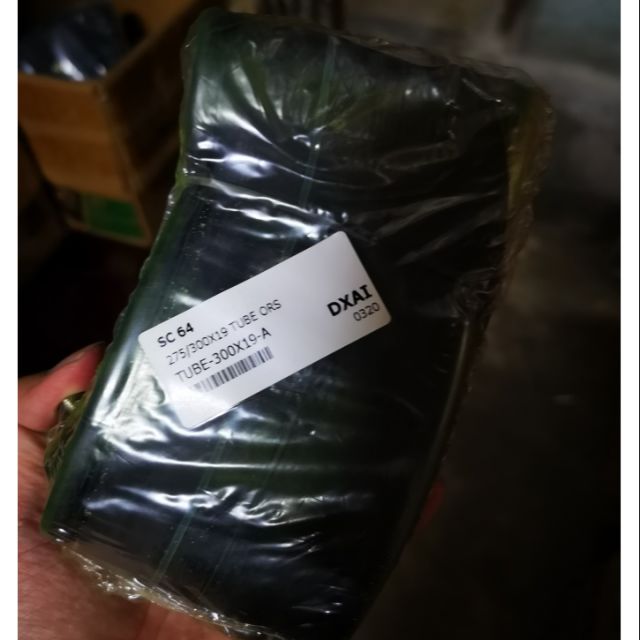 SC 64
275/300X19 TUBE ORS
TUBE-300X19-A
DXAI
0320